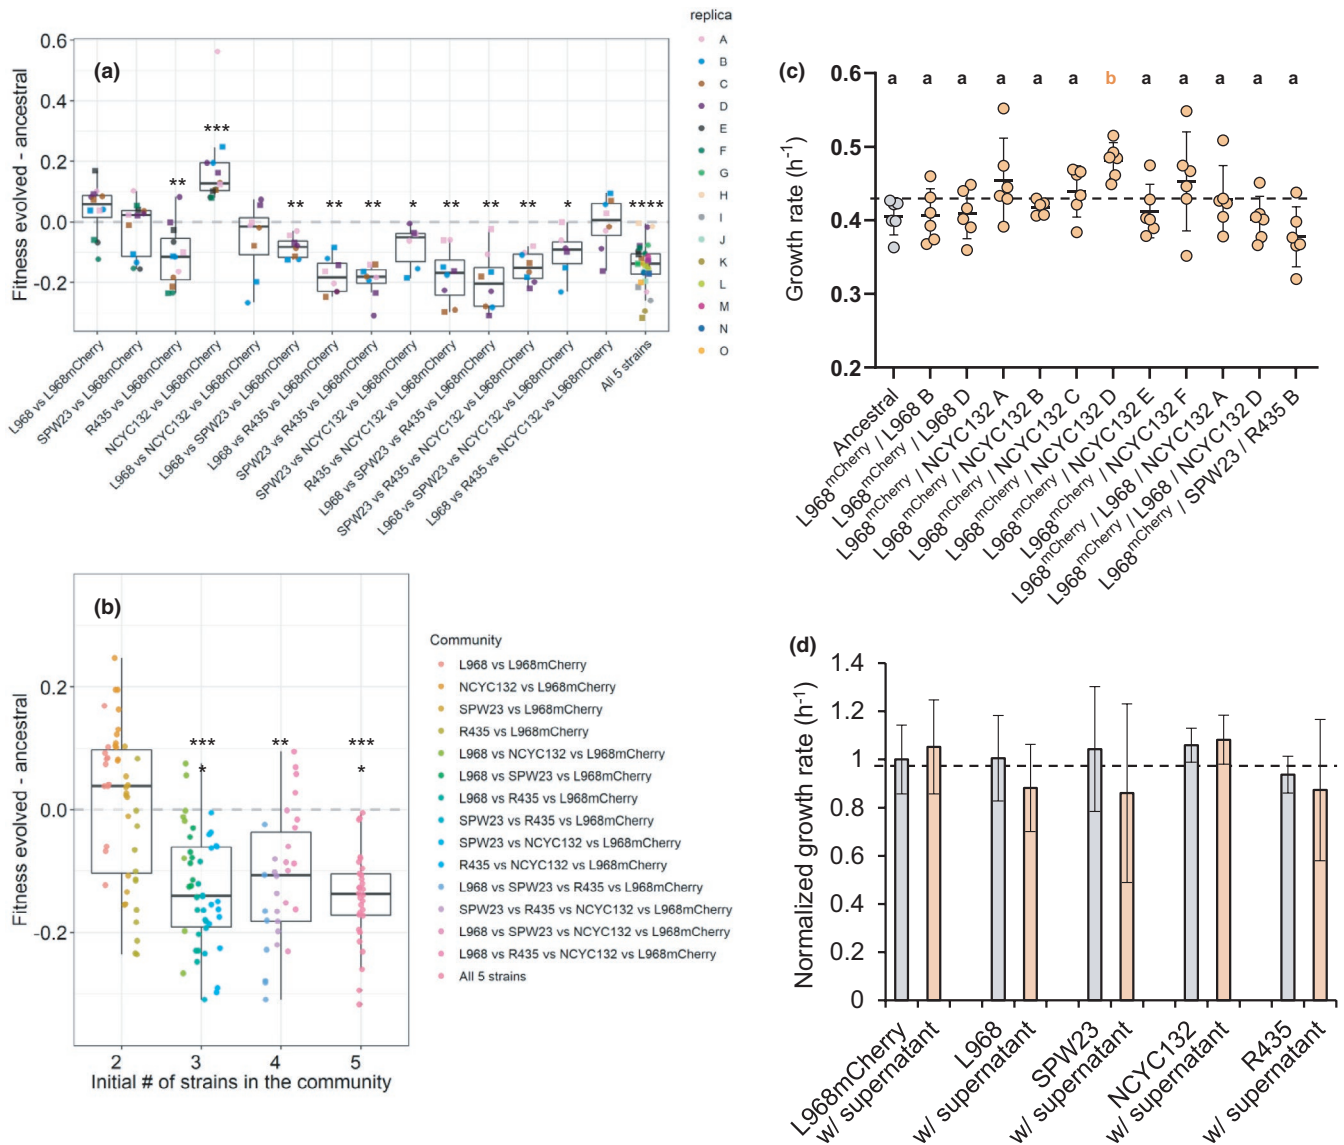 (a)
Fitness evolved - ancestral
0.6
0.4
0.2
0.0
-0.2
**
***
**
**
**
*
**
**
**
*
****
L968 vs L968mCherry
SPW23 vs L968mCherry
R435 vs L968mCherry
NCYC132 vs L968mCherry
L968 vs NCYC132 vs L968mCherry
L968 vs SPW23 vs L968mCherry
L968 vs R435 vs L968mCherry
SPW23 vs R435 vs L968mCherry
SPW23 vs NCYC132 vs L968mCherry
R435 vs NCYC132 vs L968mCherry
L968 vs SPW23 vs R435 vs L968mCherry
SPW23 vs R435 vs NCYC132 vs L968mCherry
L968 vs SPW23 vs NCYC132 vs L968mCherry
L968 vs R435 vs NCYC132 vs L968mCherry
All 5 strains
replica
A
B
C
D
E
F
G
H
I
J
K
L
M
N
O
(c)
Growth rate (h-1)
0.6
0.5
0.4
0.3
0.2
a a a a a a b a a a a a
Ancestral
L968mCherry / L968 B
L968mCherry / L968 D
L968mCherry / NCYC132 A
L968mCherry / NCYC132 B
L968mCherry / NCYC132 C
L968mCherry / NCYC132 D
L968mCherry / NCYC132 E
L968mCherry / NCYC132 F
L968mCherry / L968 / NCYC132 A
L968mCherry / L968 / NCYC132 D
L968mCherry / SPW23 / R435 B
(b)
Fitness evolved - ancestral
0.2
0.0
-0.2
***
*
**
***
*
2 3 4 5
Initial # of strains in the community
Community
L968 vs L968mCherry
NCYC132 vs L968mCherry
SPW23 vs L968mCherry
R435 vs L968mCherry
L968 vs NCYC132 vs L968mCherry
L968 vs SPW23 vs L968mCherry
L968 vs R435 vs L968mCherry
SPW23 vs R435 vs L968mCherry
SPW23 vs NCYC132 vs L968mCherry
R435 vs NCYC132 vs L968mCherry
L968 vs SPW23 vs R435 vs L968mCherry
SPW23 vs R435 vs NCYC132 vs L968mCherry
L968 vs SPW23 vs NCYC132 vs L968mCherry
L968 vs R435 vs NCYC132 vs L968mCherry
All 5 strains
(d)
Normalized growth rate (h-1)
1.4
1.2
1
0.8
0.6
0.4
0.2
0
L968mCherry
w/ supernatant
L968
w/ supernatant
SPW23
w/ supernatant
NCYC132
w/ supernatant
R435
w/ supernatant